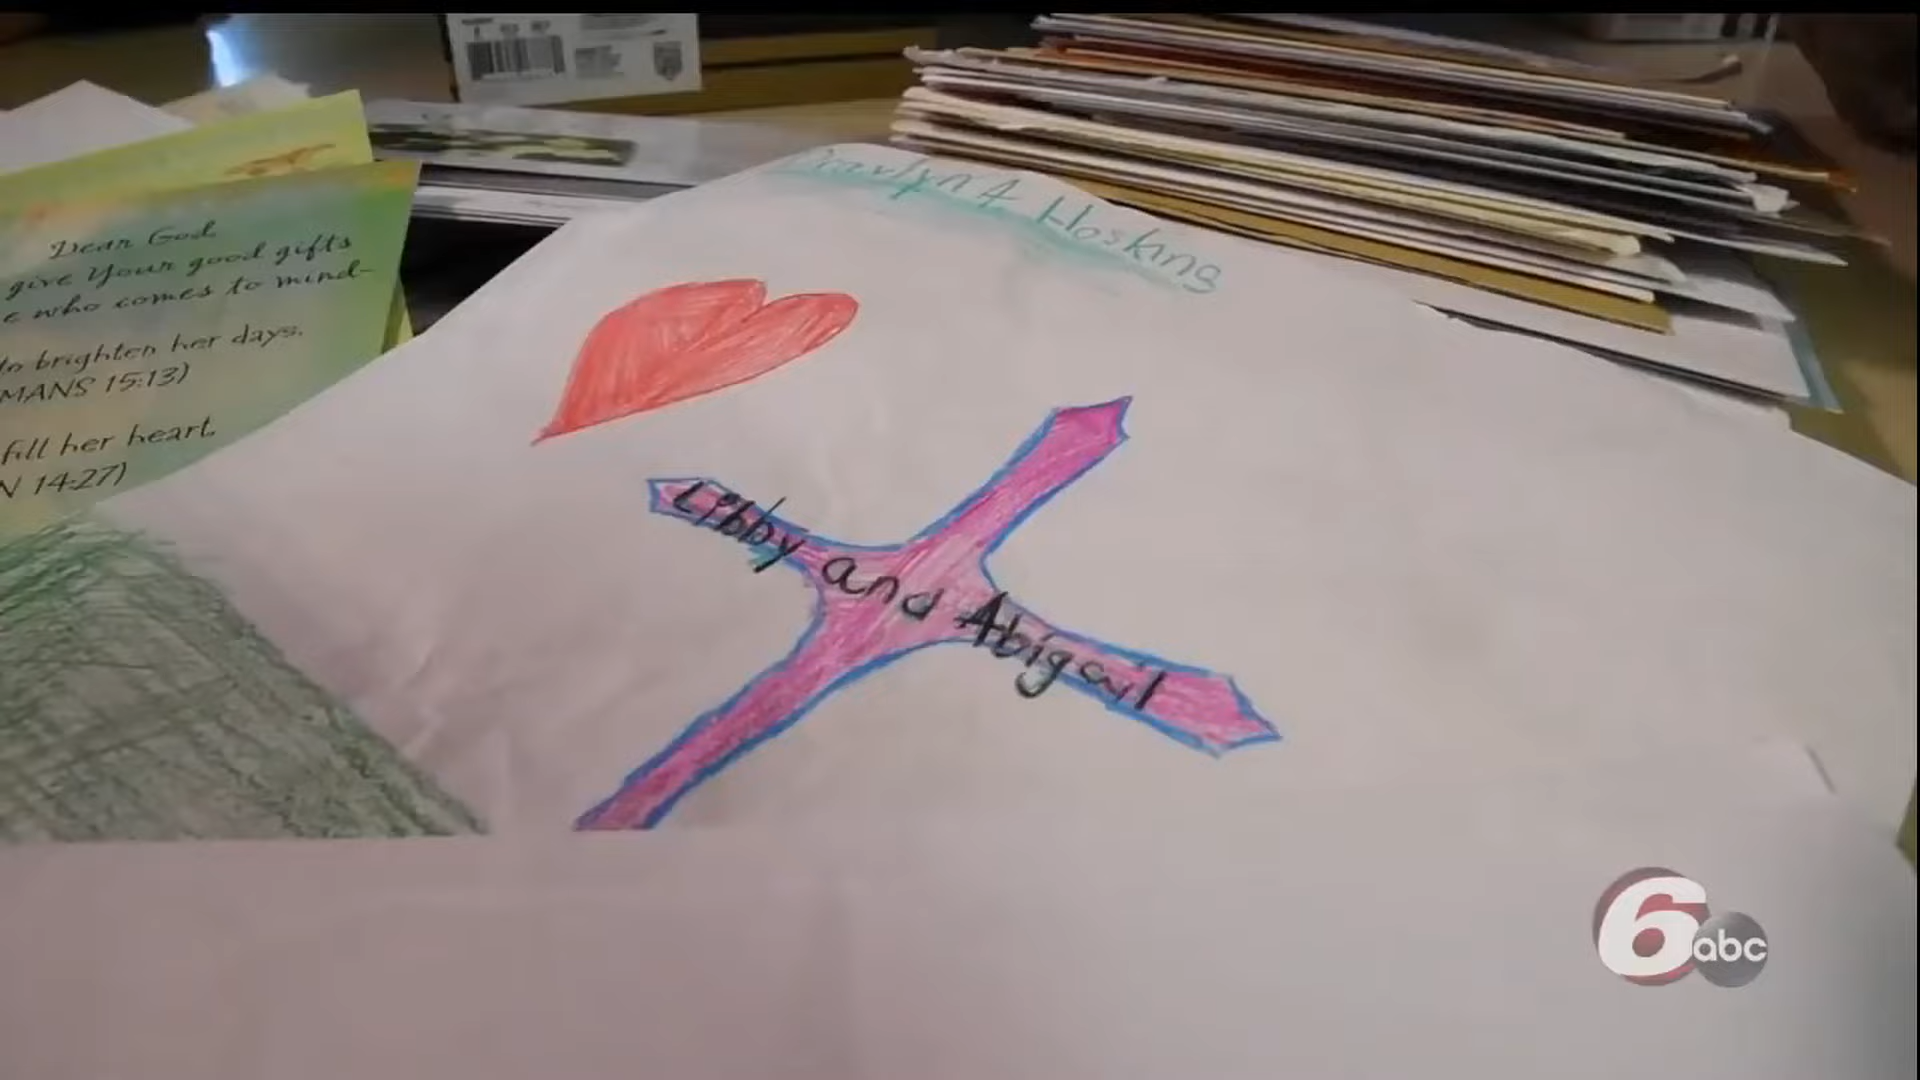 A Hosking
Dear God
give Your good gifts
who comes to mind-
to brighten her days.
MANS 15:13)
fill her heart,
N 14:27)
Libby and Abigail
6abc